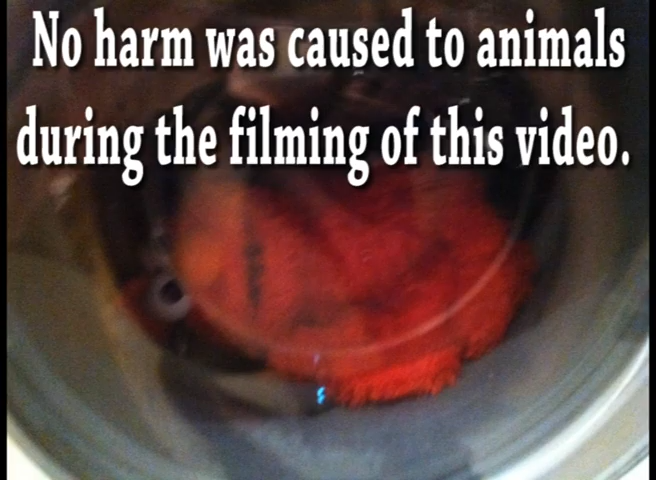 No harm was caused to animals
during the filming of this video.